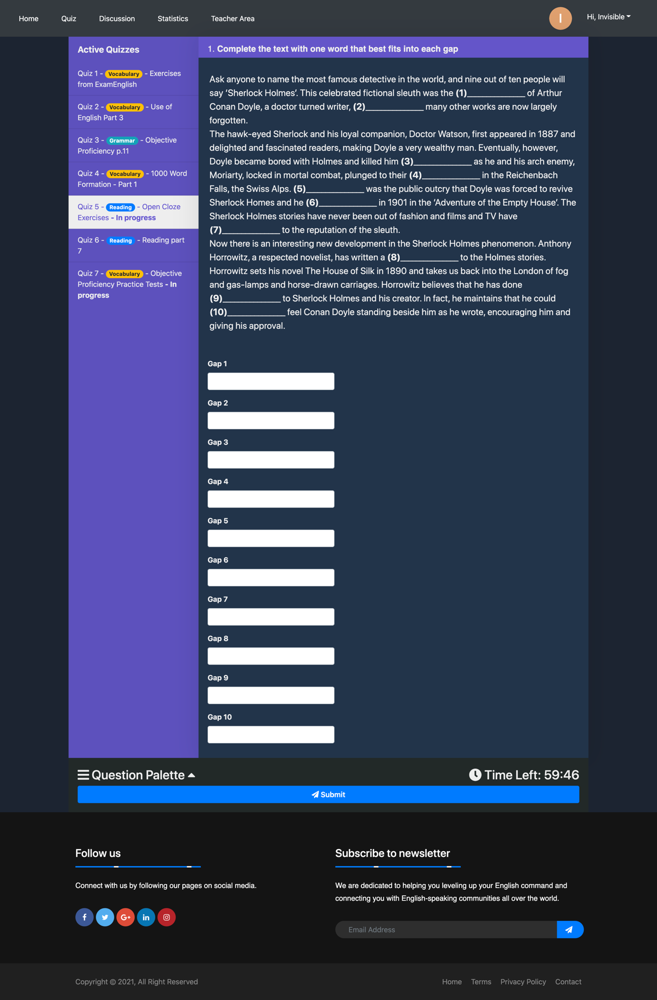 Home Quiz Discussion Statistics Teacher Area
I
Hi, Invisible
Active Quizzes
Quiz 1 - Vocabulary - Exercises
from ExamEnglish
Quiz 2 - Vocabulary - Use of
English Part 3
Quiz 3 - Grammar - Objective
Proficiency p.11
Quiz 4 - Vocabulary - 1000 Word
Formation - Part 1
Quiz 5 - Reading - Open Cloze
Exercises - In progress
Quiz 6 - Reading - Reading part
7
Quiz 7 - Vocabulary - Objective
Proficiency Practice Tests - In
progress
1. Complete the text with one word that best fits into each gap
Ask anyone to name the most famous detective in the world, and nine out of ten people will
say ‘Sherlock Holmes’. This celebrated fictional sleuth was the (1)_____________ of Arthur
Conan Doyle, a doctor turned writer, (2)_____________ many other works are now largely
forgotten.
The hawk-eyed Sherlock and his loyal companion, Doctor Watson, first appeared in 1887 and
delighted and fascinated readers, making Doyle a very wealthy man. Eventually, however,
Doyle became bored with Holmes and killed him (3)_____________ as he and his arch enemy,
Moriarty, locked in mortal combat, plunged to their (4)_____________ in the Reichenbach
Falls, the Swiss Alps. (5)_____________ was the public outcry that Doyle was forced to revive
Sherlock Homes and he (6)_____________ in 1901 in the ‘Adventure of the Empty House’. The
Sherlock Holmes stories have never been out of fashion and films and TV have
(7)_____________ to the reputation of the sleuth.
Now there is an interesting new development in the Sherlock Holmes phenomenon. Anthony
Horrowitz, a respected novelist, has written a (8)_____________ to the Holmes stories.
Horrowitz sets his novel The House of Silk in 1890 and takes us back into the London of fog
and gas-lamps and horse-drawn carriages. Horrowitz believes that he has done
(9)_____________ to Sherlock Holmes and his creator. In fact, he maintains that he could
(10)_____________ feel Conan Doyle standing beside him as he wrote, encouraging him and
giving his approval.
Gap 1
Gap 2
Gap 3
Gap 4
Gap 5
Gap 6
Gap 7
Gap 8
Gap 9
Gap 10
Question Palette
Time Left: 59:46
Submit
Follow us
Connect with us by following our pages on social media.
f G+ in
Subscribe to newsletter
We are dedicated to helping you leveling up your English command and
connecting you with English-speaking communities all over the world.
Email Address
Copyright © 2021, All Right Reserved
Home Terms Privacy Policy Contact